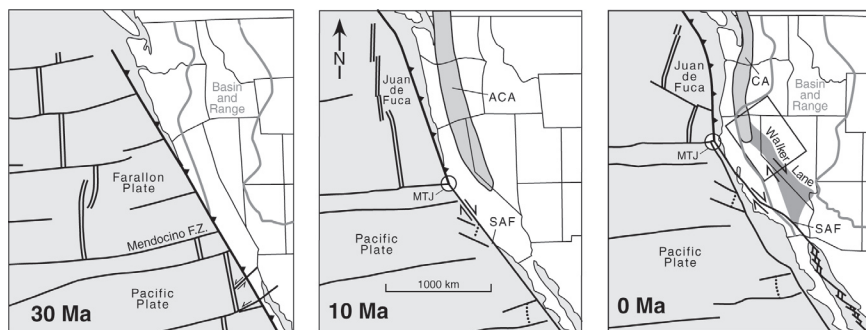 Basin
and
Range
Farallon
Plate
Mendocino F.Z.
Pacific
Plate
30 Ma
N
Juan
de
Fuca
ACA
MTJ
SAF
Pacific
Plate
1000 km
10 Ma
Juan
de
Fuca
CA
Basin and
Range
MTJ
Walker
Lane
SAF
Pacific
Plate
0 Ma